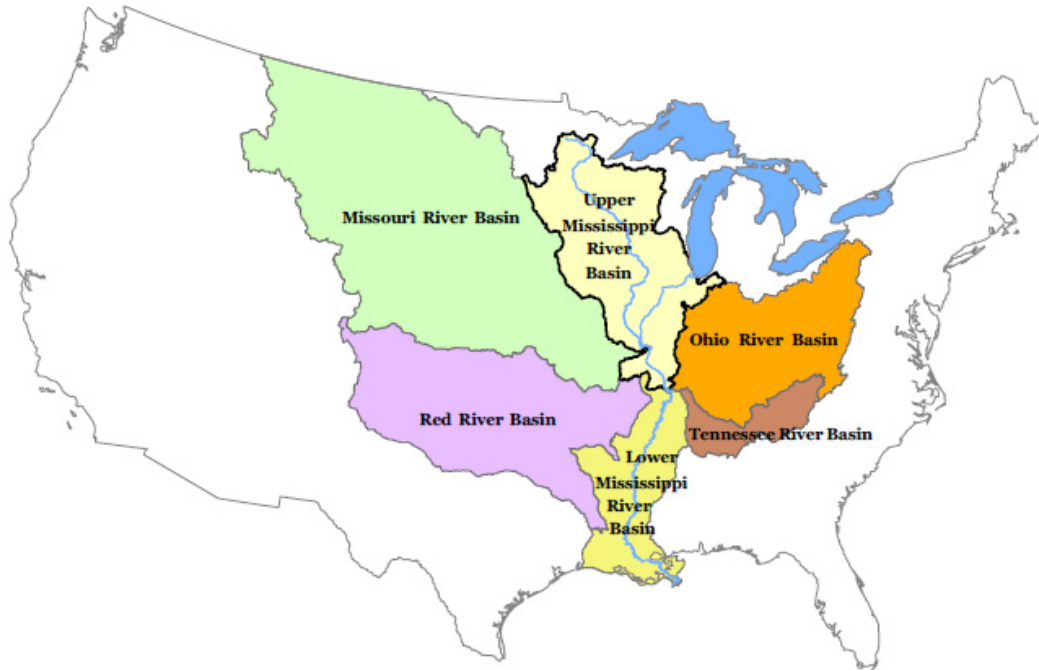 Missouri River Basin
Upper
Mississippi
River
Basin
Ohio River Basin
Red River Basin
Tennessee River Basin
Lower
Mississippi
River
Basin